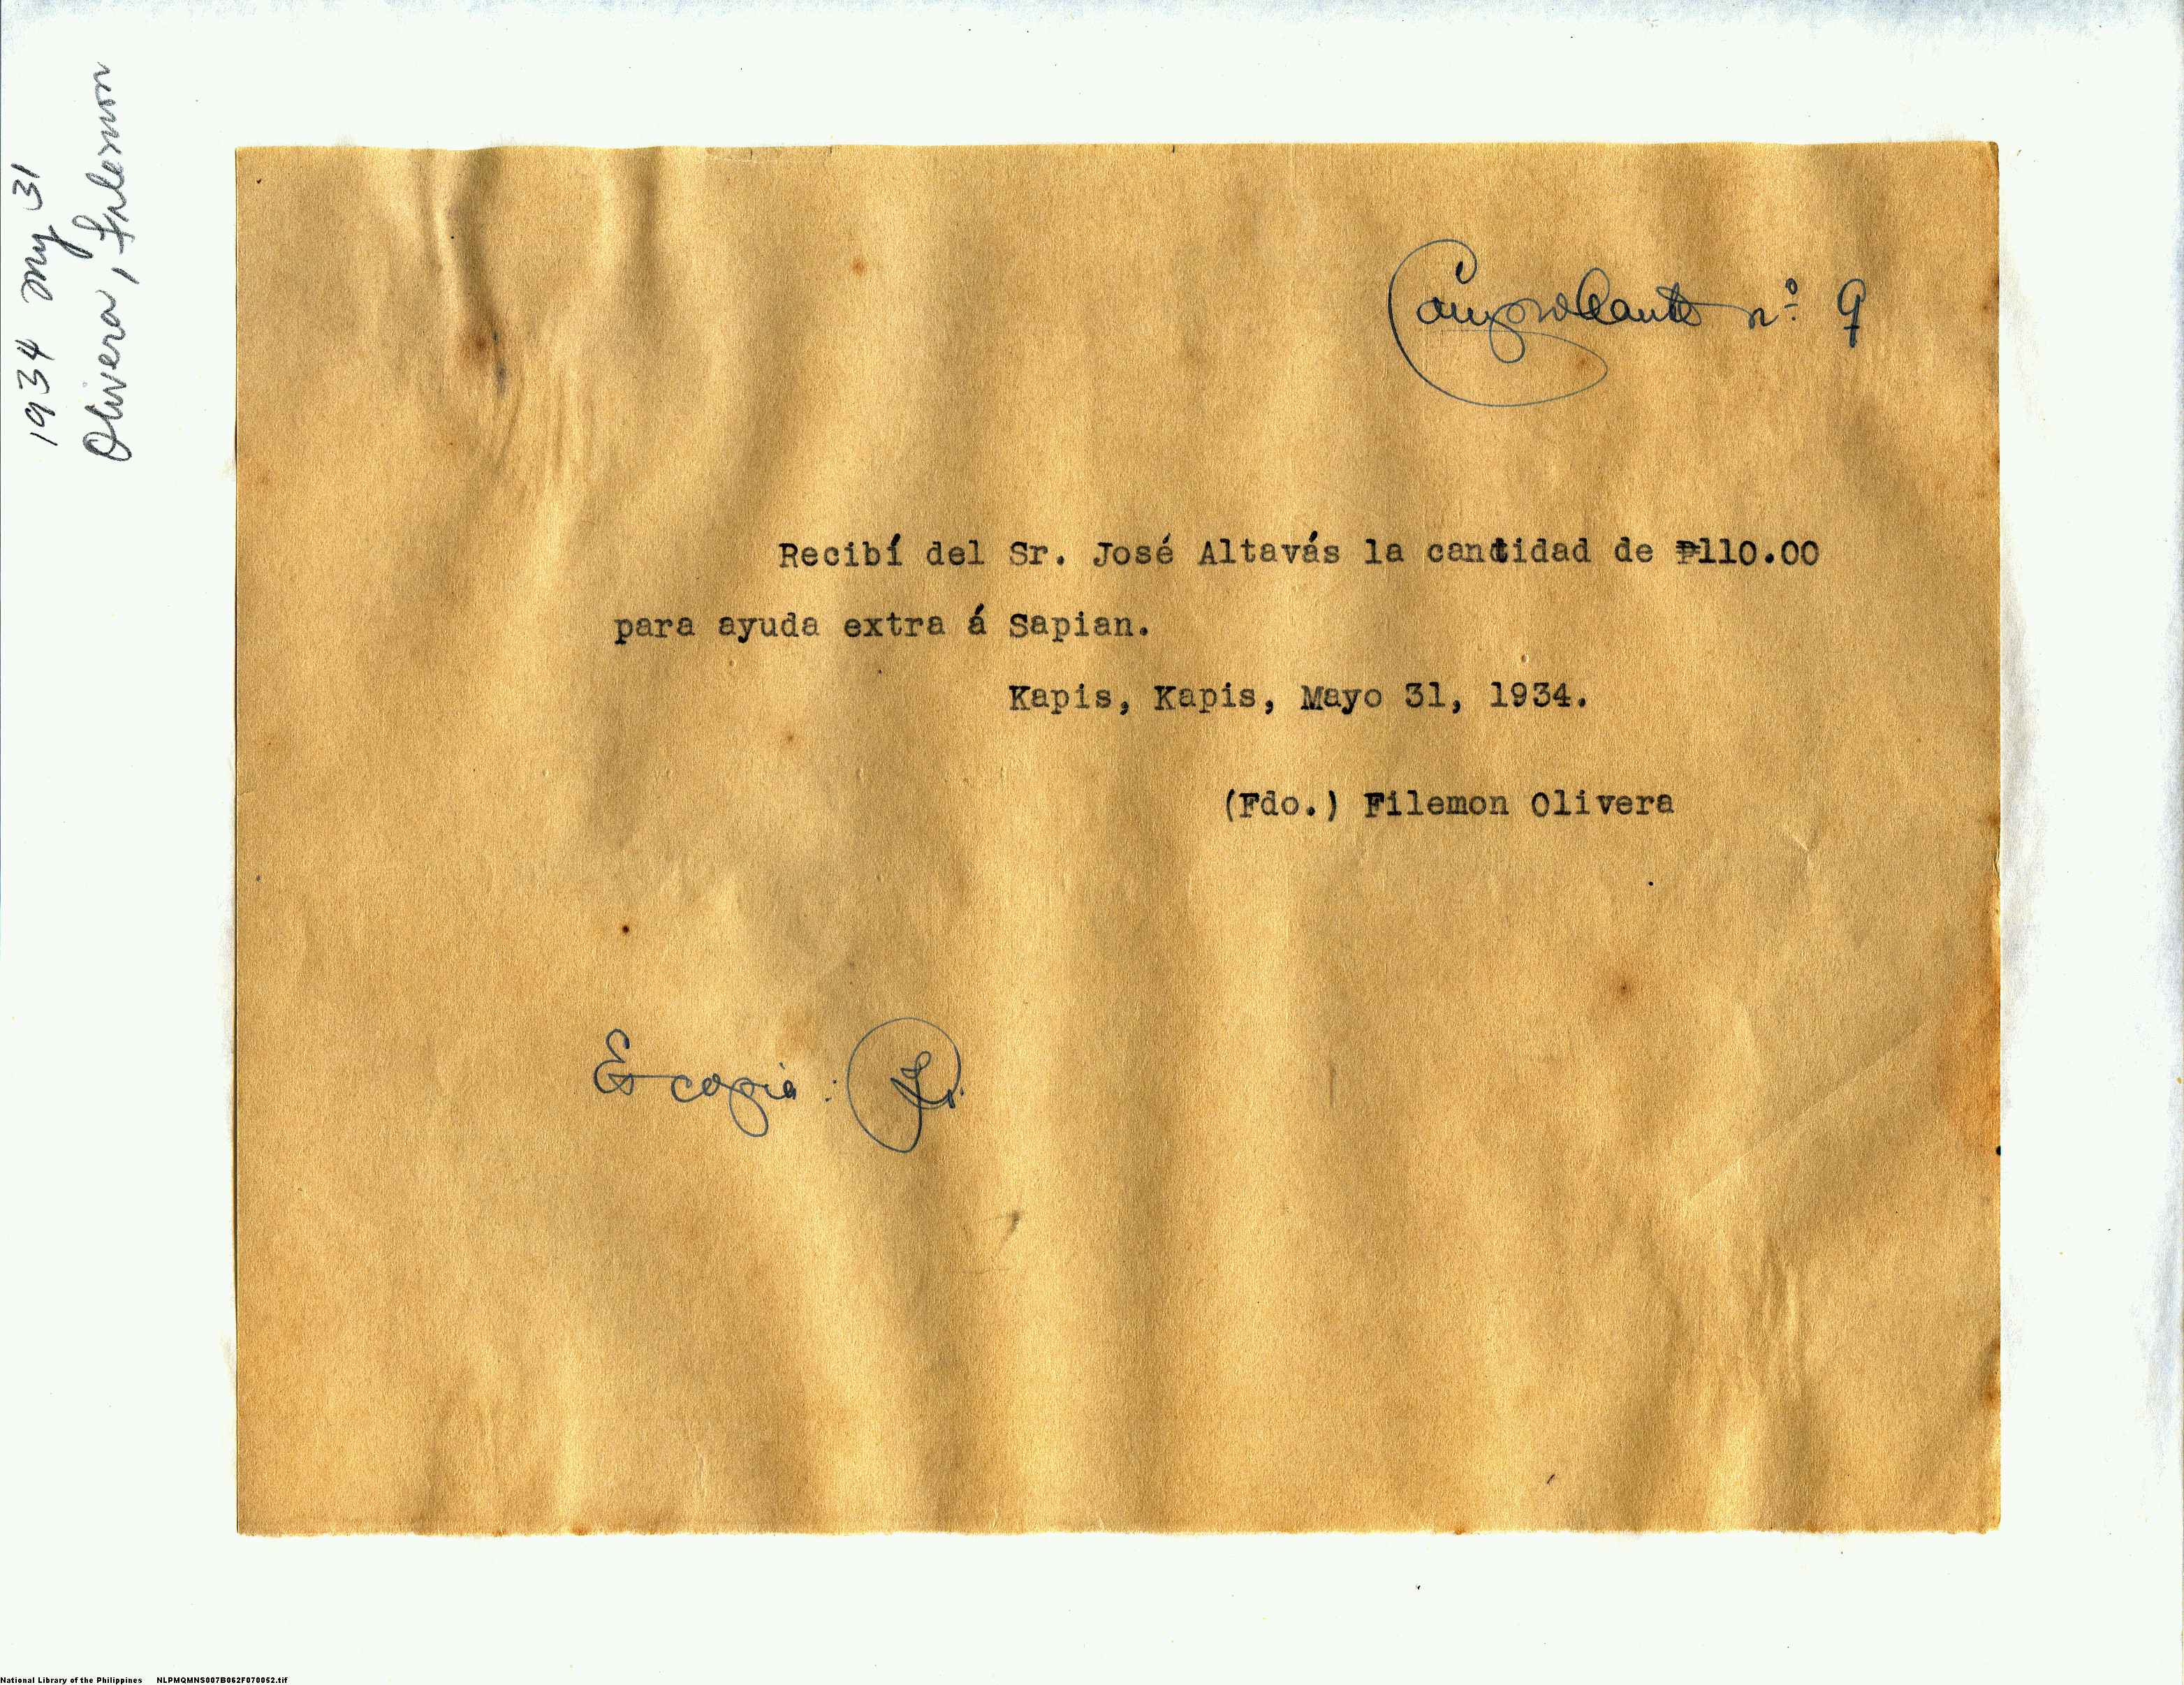 1934 My 31
Olivera, Filemon
Comprobante nº 9
Recibí del Sr. José Altavás la cantidad de ₱110.00
para ayuda extra á Sapian.
Kapis, Kapis, Mayo 31, 1934.
(Fdo.) Filemon Olivera
Es copia:
National Library of the Philippines NLPMQMNS007B062F070052.tif